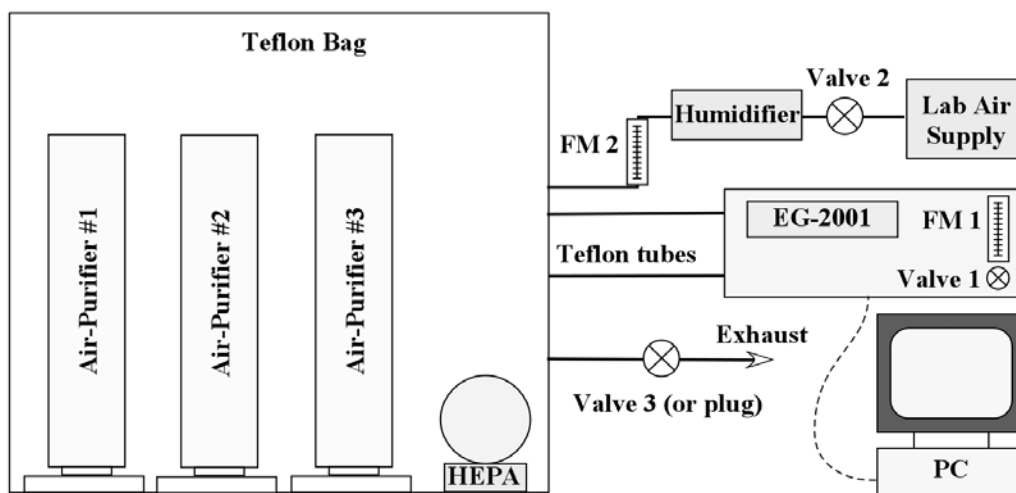 Teflon Bag
Air-Purifier #1
Air-Purifier #2
Air-Purifier #3
HEPA
FM 2
Humidifier
Valve 2
Lab Air
Supply
EG-2001
FM 1
Valve 1
Teflon tubes
Exhaust
Valve 3 (or plug)
PC